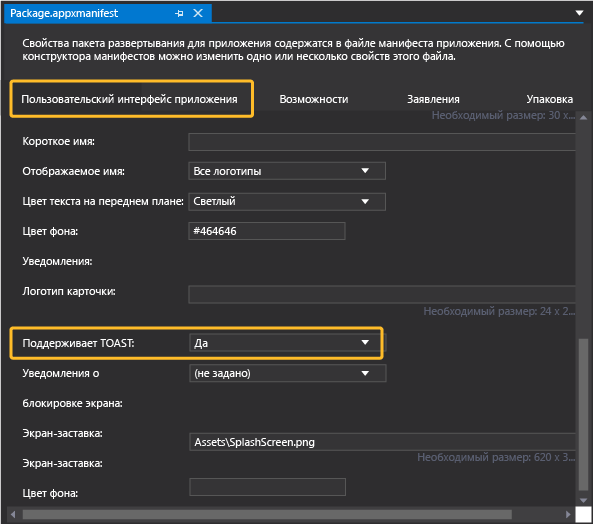 Package.appxmanifest
Свойства пакета развертывания для приложения содержатся в файле манифеста приложения. С помощью
конструктора манифестов можно изменить одно или несколько свойств этого файла.
Пользовательский интерфейс приложения Возможности Заявления Упаковка
Необходимый размер: 30 x...
Короткое имя:
Отображаемое имя: Все логотипы
Цвет текста на переднем плане: Светлый
Цвет фона: #464646
Уведомления:
Логотип карточки:
Необходимый размер: 24 x 2...
Поддерживает TOAST: Да
Уведомления о (не задано)
блокировке экрана:
Экран-заставка: Assets\SplashScreen.png
Необходимый размер: 620 x 3...
Экран-заставка:
Цвет фона: